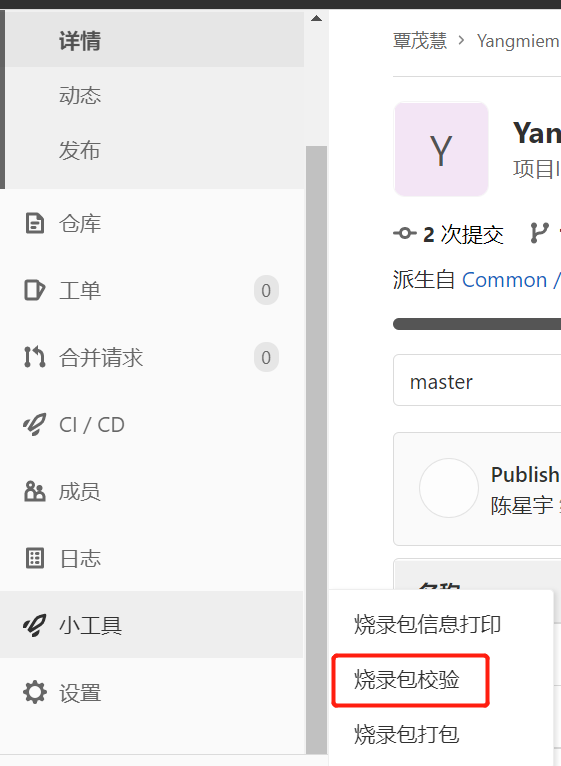 详情
动态
发布
仓库
工单 0
合并请求 0
CI / CD
成员
日志
小工具
设置
覃茂慧 > Yangmiem
Y
Yan
项目I
2 次提交
派生自 Common /
master
Publish
陈星宇
名称
烧录包信息打印
烧录包校验
烧录包打包